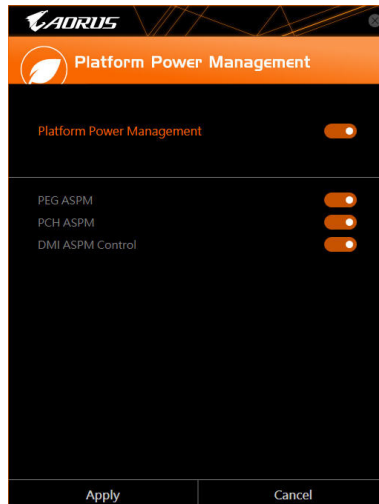 AORUS
Platform Power Management
Platform Power Management
PEG ASPM
PCH ASPM
DMI ASPM Control
Apply
Cancel